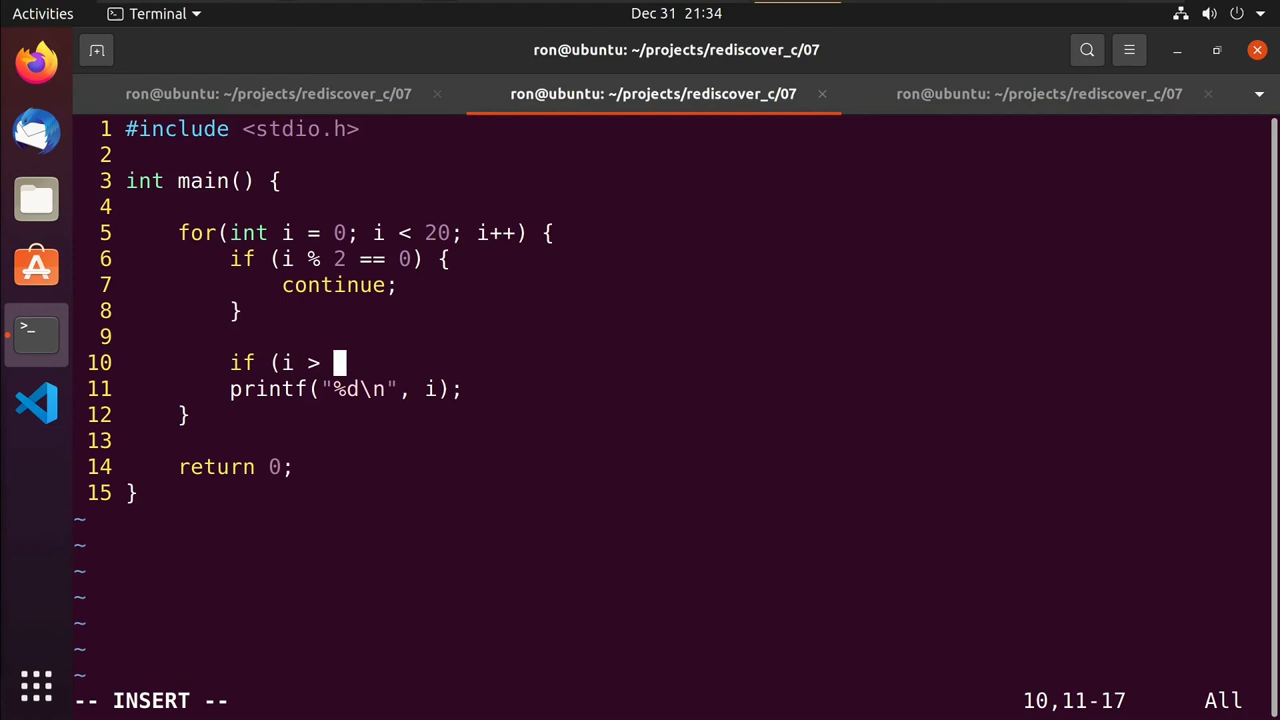 Activities Terminal Dec 31 21:34
ron@ubuntu: ~/projects/rediscover_c/07
ron@ubuntu: ~/projects/rediscover_c/07 ron@ubuntu: ~/projects/rediscover_c/07 ron@ubuntu: ~/projects/rediscover_c/07
1 #include <stdio.h>
2
3 int main() {
4
5     for(int i = 0; i < 20; i++) {
6         if (i % 2 == 0) {
7             continue;
8         }
9
10         if (i >
11         printf("%d\n", i);
12     }
13
14     return 0;
15 }
~
~
~
~
~
~
~
-- INSERT -- 10,11-17 All